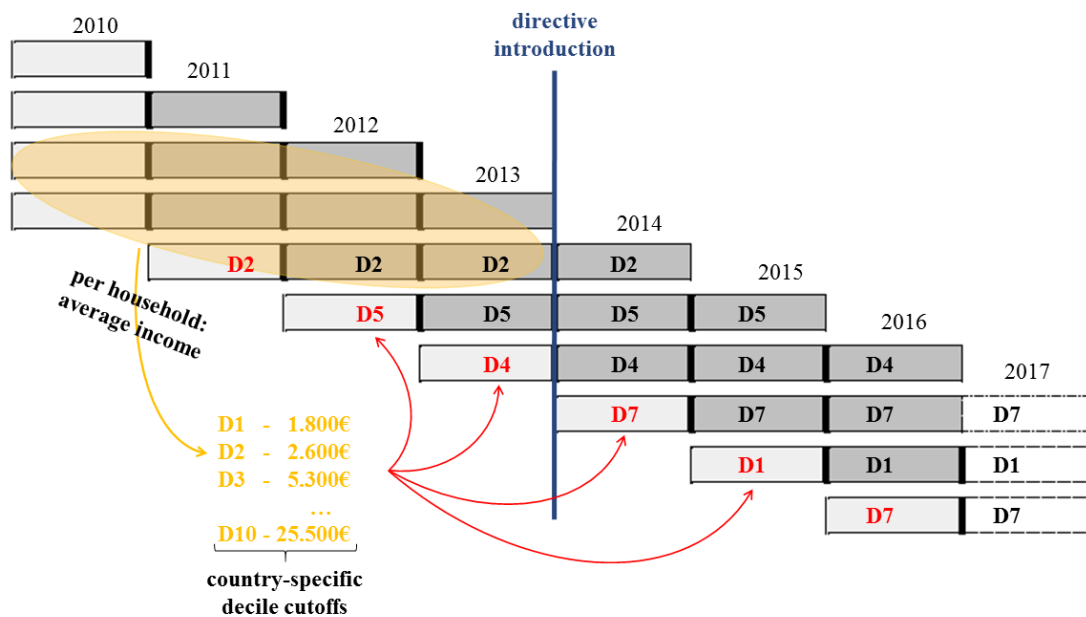 directive
introduction
2010
2011
2012
2013
2014
D2 D2 D2 D2
2015
D5 D5 D5 D5
2016
D4 D4 D4 D4
2017
D7 D7 D7 D7
D1 D1 D1
D7 D7
per household:
average income
D1 - 1.800€
D2 - 2.600€
D3 - 5.300€
…
D10 - 25.500€
country-specific
decile cutoffs